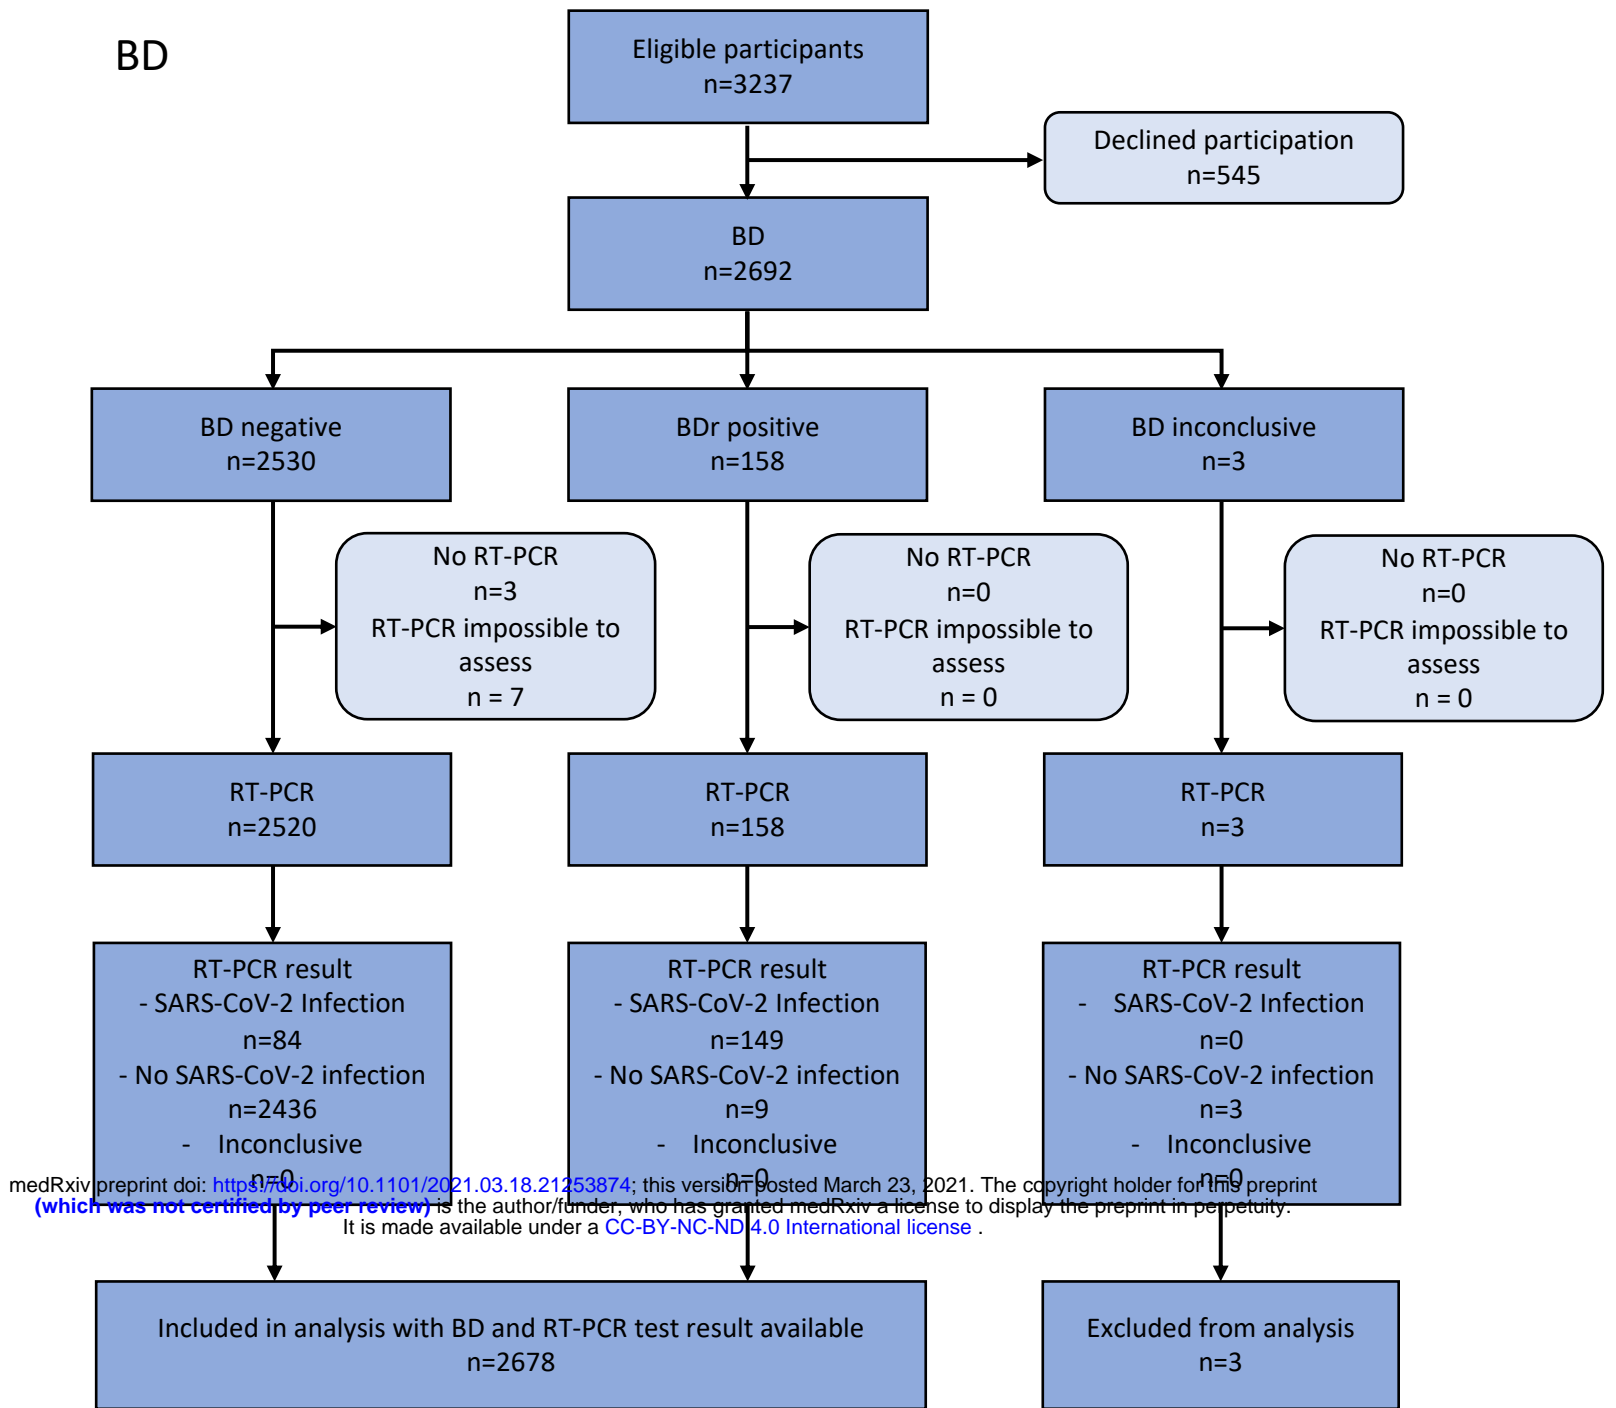 BD
Eligible participants
n=3237
Declined participation
n=545
BD
n=2692
BD negative
n=2530
BDr positive
n=158
BD inconclusive
n=3
No RT-PCR
n=3
RT-PCR impossible to
assess
n = 7
No RT-PCR
n=0
RT-PCR impossible to
assess
n = 0
No RT-PCR
n=0
RT-PCR impossible to
assess
n = 0
RT-PCR
n=2520
RT-PCR
n=158
RT-PCR
n=3
RT-PCR result
- SARS-CoV-2 Infection
n=84
- No SARS-CoV-2 infection
n=2436
- Inconclusive
n=0
RT-PCR result
- SARS-CoV-2 Infection
n=149
- No SARS-CoV-2 infection
n=9
- Inconclusive
n=0
RT-PCR result
- SARS-CoV-2 Infection
n=0
- No SARS-CoV-2 infection
n=3
- Inconclusive
n=0
medRxiv preprint doi: https://doi.org/10.1101/2021.03.18.21253874; this version posted March 23, 2021. The copyright holder for this preprint
(which was not certified by peer review) is the author/funder, who has granted medRxiv a license to display the preprint in perpetuity.
It is made available under a CC-BY-NC-ND 4.0 International license .
Included in analysis with BD and RT-PCR test result available
n=2678
Excluded from analysis
n=3